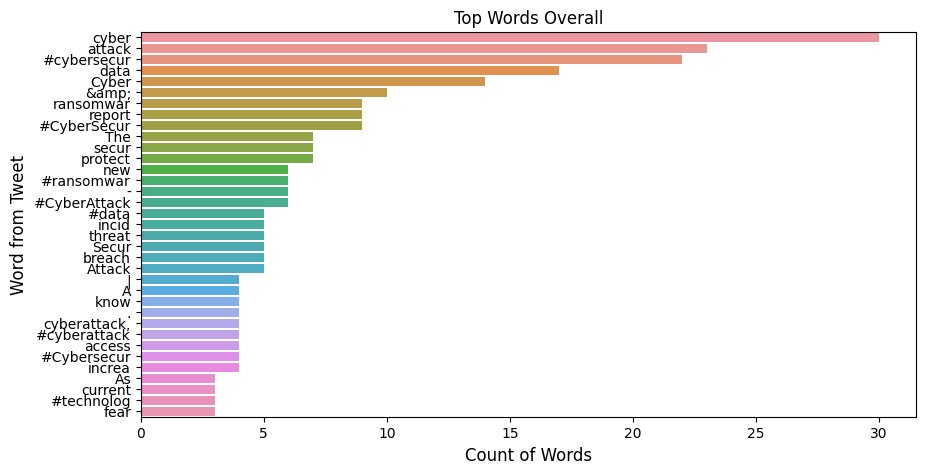 Top Words Overall
Word from Tweet
cyber
attack
#cybersecur
data
Cyber
&amp;
ransomwar
report
#CyberSecur
The
secur
protect
new
#ransomwar
-
#CyberAttack
#data
incid
threat
Secur
breach
Attack
|
A
know
.
cyberattack,
#cyberattack
access
#Cybersecur
increa
As
current
#technolog
fear
0 5 10 15 20 25 30
Count of Words